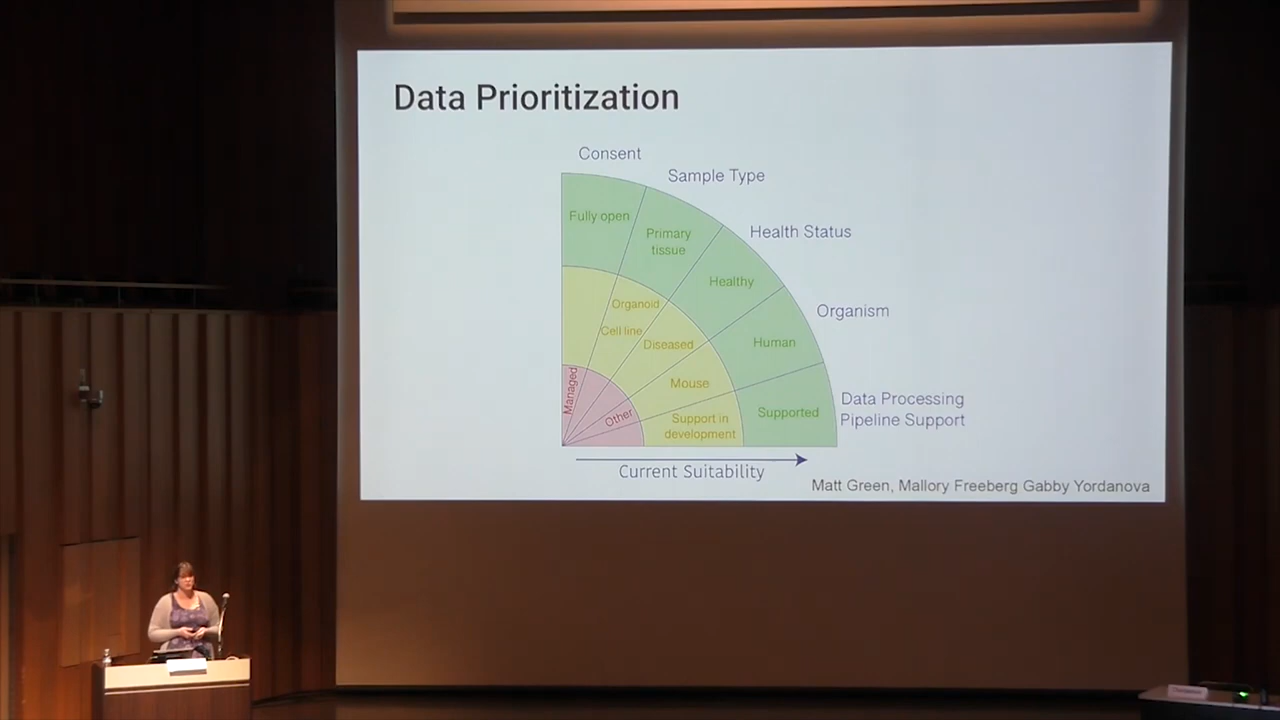 Data Prioritization
Consent
Sample Type
Health Status
Organism
Data Processing
Pipeline Support
Fully open
Primary
tissue
Healthy
Human
Supported
Organoid
Cell line
Diseased
Mouse
Support in
development
Managed
Other
Current Suitability
Matt Green, Mallory Freeberg Gabby Yordanova